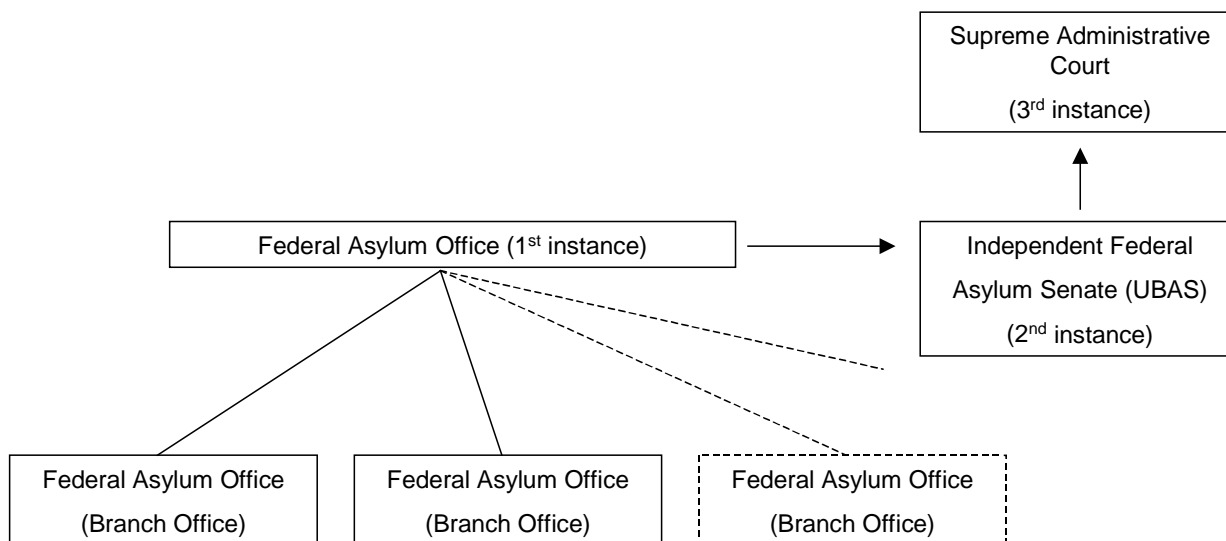 Supreme Administrative
Court
(3rd instance)
Federal Asylum Office (1st instance)
Independent Federal
Asylum Senate (UBAS)
(2nd instance)
Federal Asylum Office
(Branch Office)
Federal Asylum Office
(Branch Office)
Federal Asylum Office
(Branch Office)